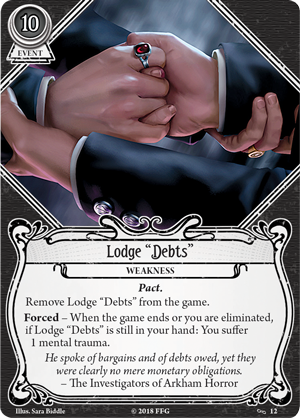 10
EVENT
Lodge “Debts”
WEAKNESS
Pact.
Remove Lodge “Debts” from the game.
Forced – When the game ends or you are eliminated,
if Lodge “Debts” is still in your hand: You suffer
1 mental trauma.
He spoke of bargains and of debts owed, yet they
were clearly no mere monetary obligations.
– The Investigators of Arkham Horror
Illus. Sara Biddle
© 2018 FFG
12